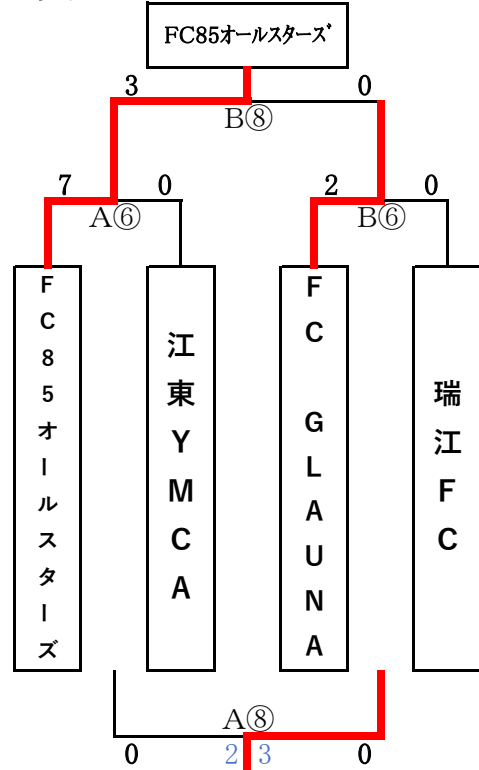 FC85オールスターズ
3 0
B⑧
7 0 2 0
A⑥ B⑥
FC85オールスターズ
江東YMCA
FC GLAUNA
瑞江FC
A⑧
0 2 3 0